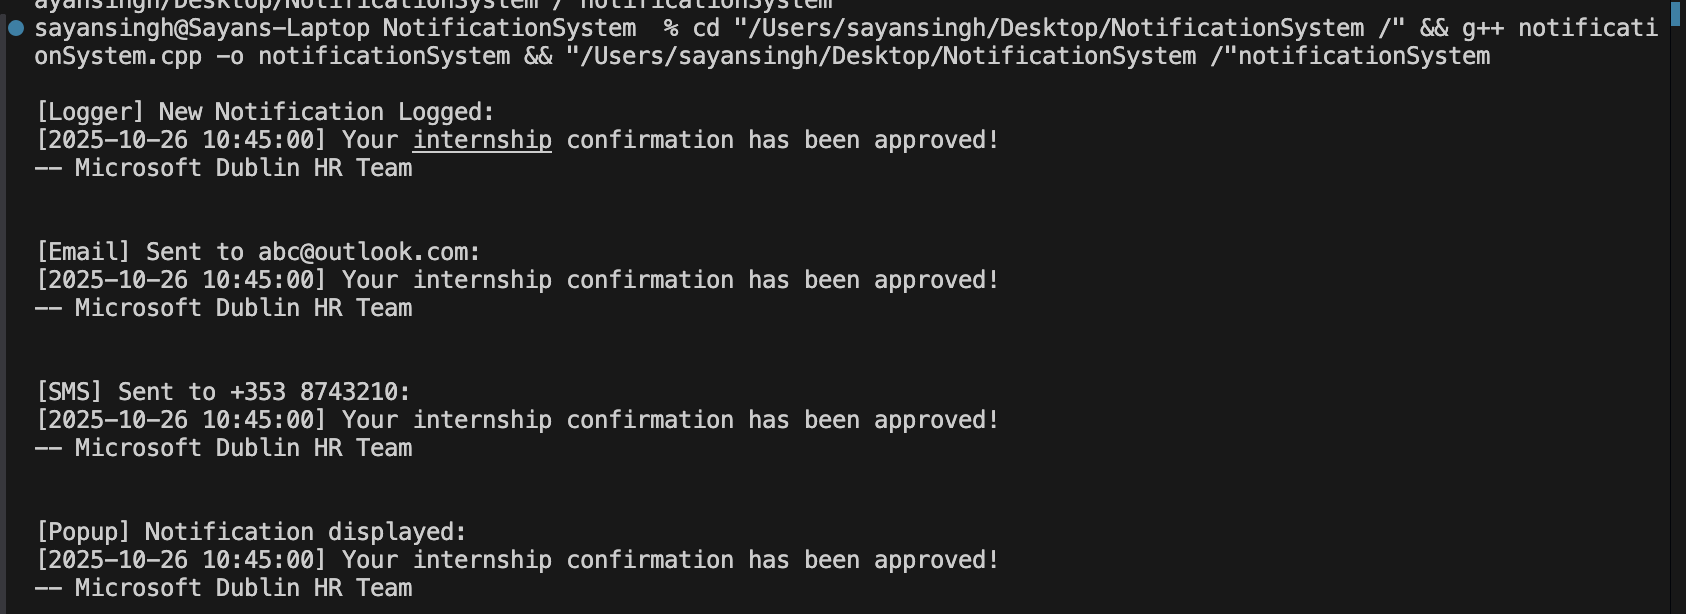 ayansingh/Desktop/NotificationSystem /"notificationSystem
sayansingh@Sayans-Laptop NotificationSystem  % cd "/Users/sayansingh/Desktop/NotificationSystem /" && g++ notificati
onSystem.cpp -o notificationSystem && "/Users/sayansingh/Desktop/NotificationSystem /"notificationSystem
[Logger] New Notification Logged:
[2025-10-26 10:45:00] Your internship confirmation has been approved!
-- Microsoft Dublin HR Team
[Email] Sent to abc@outlook.com:
[2025-10-26 10:45:00] Your internship confirmation has been approved!
-- Microsoft Dublin HR Team
[SMS] Sent to +353 8743210:
[2025-10-26 10:45:00] Your internship confirmation has been approved!
-- Microsoft Dublin HR Team
[Popup] Notification displayed:
[2025-10-26 10:45:00] Your internship confirmation has been approved!
-- Microsoft Dublin HR Team